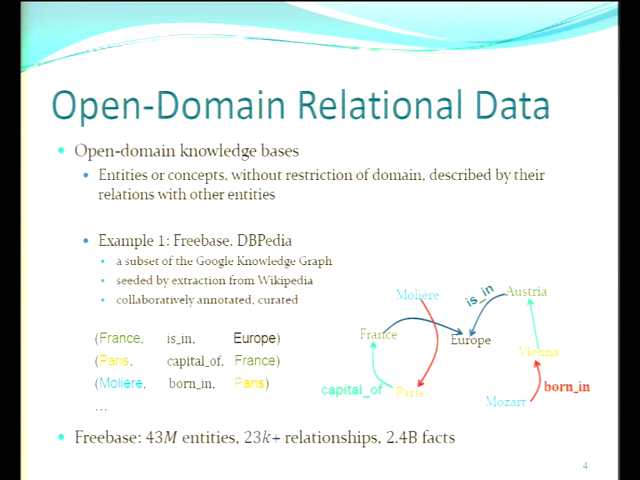 Open-Domain Relational Data
Open-domain knowledge bases
Entities or concepts, without restriction of domain, described by their
relations with other entities
Example 1: Freebase, DBPedia
a subset of the Google Knowledge Graph
seeded by extraction from Wikipedia
collaboratively annotated, curated
(France, is_in, Europe)
(Paris, capital_of, France)
(Moliere, born_in, Paris)
…
Moliere
is_in
Austria
France
Europe
Vienna
capital_of
Paris
born_in
Mozart
Freebase: 43M entities, 23k+ relationships, 2.4B facts
4